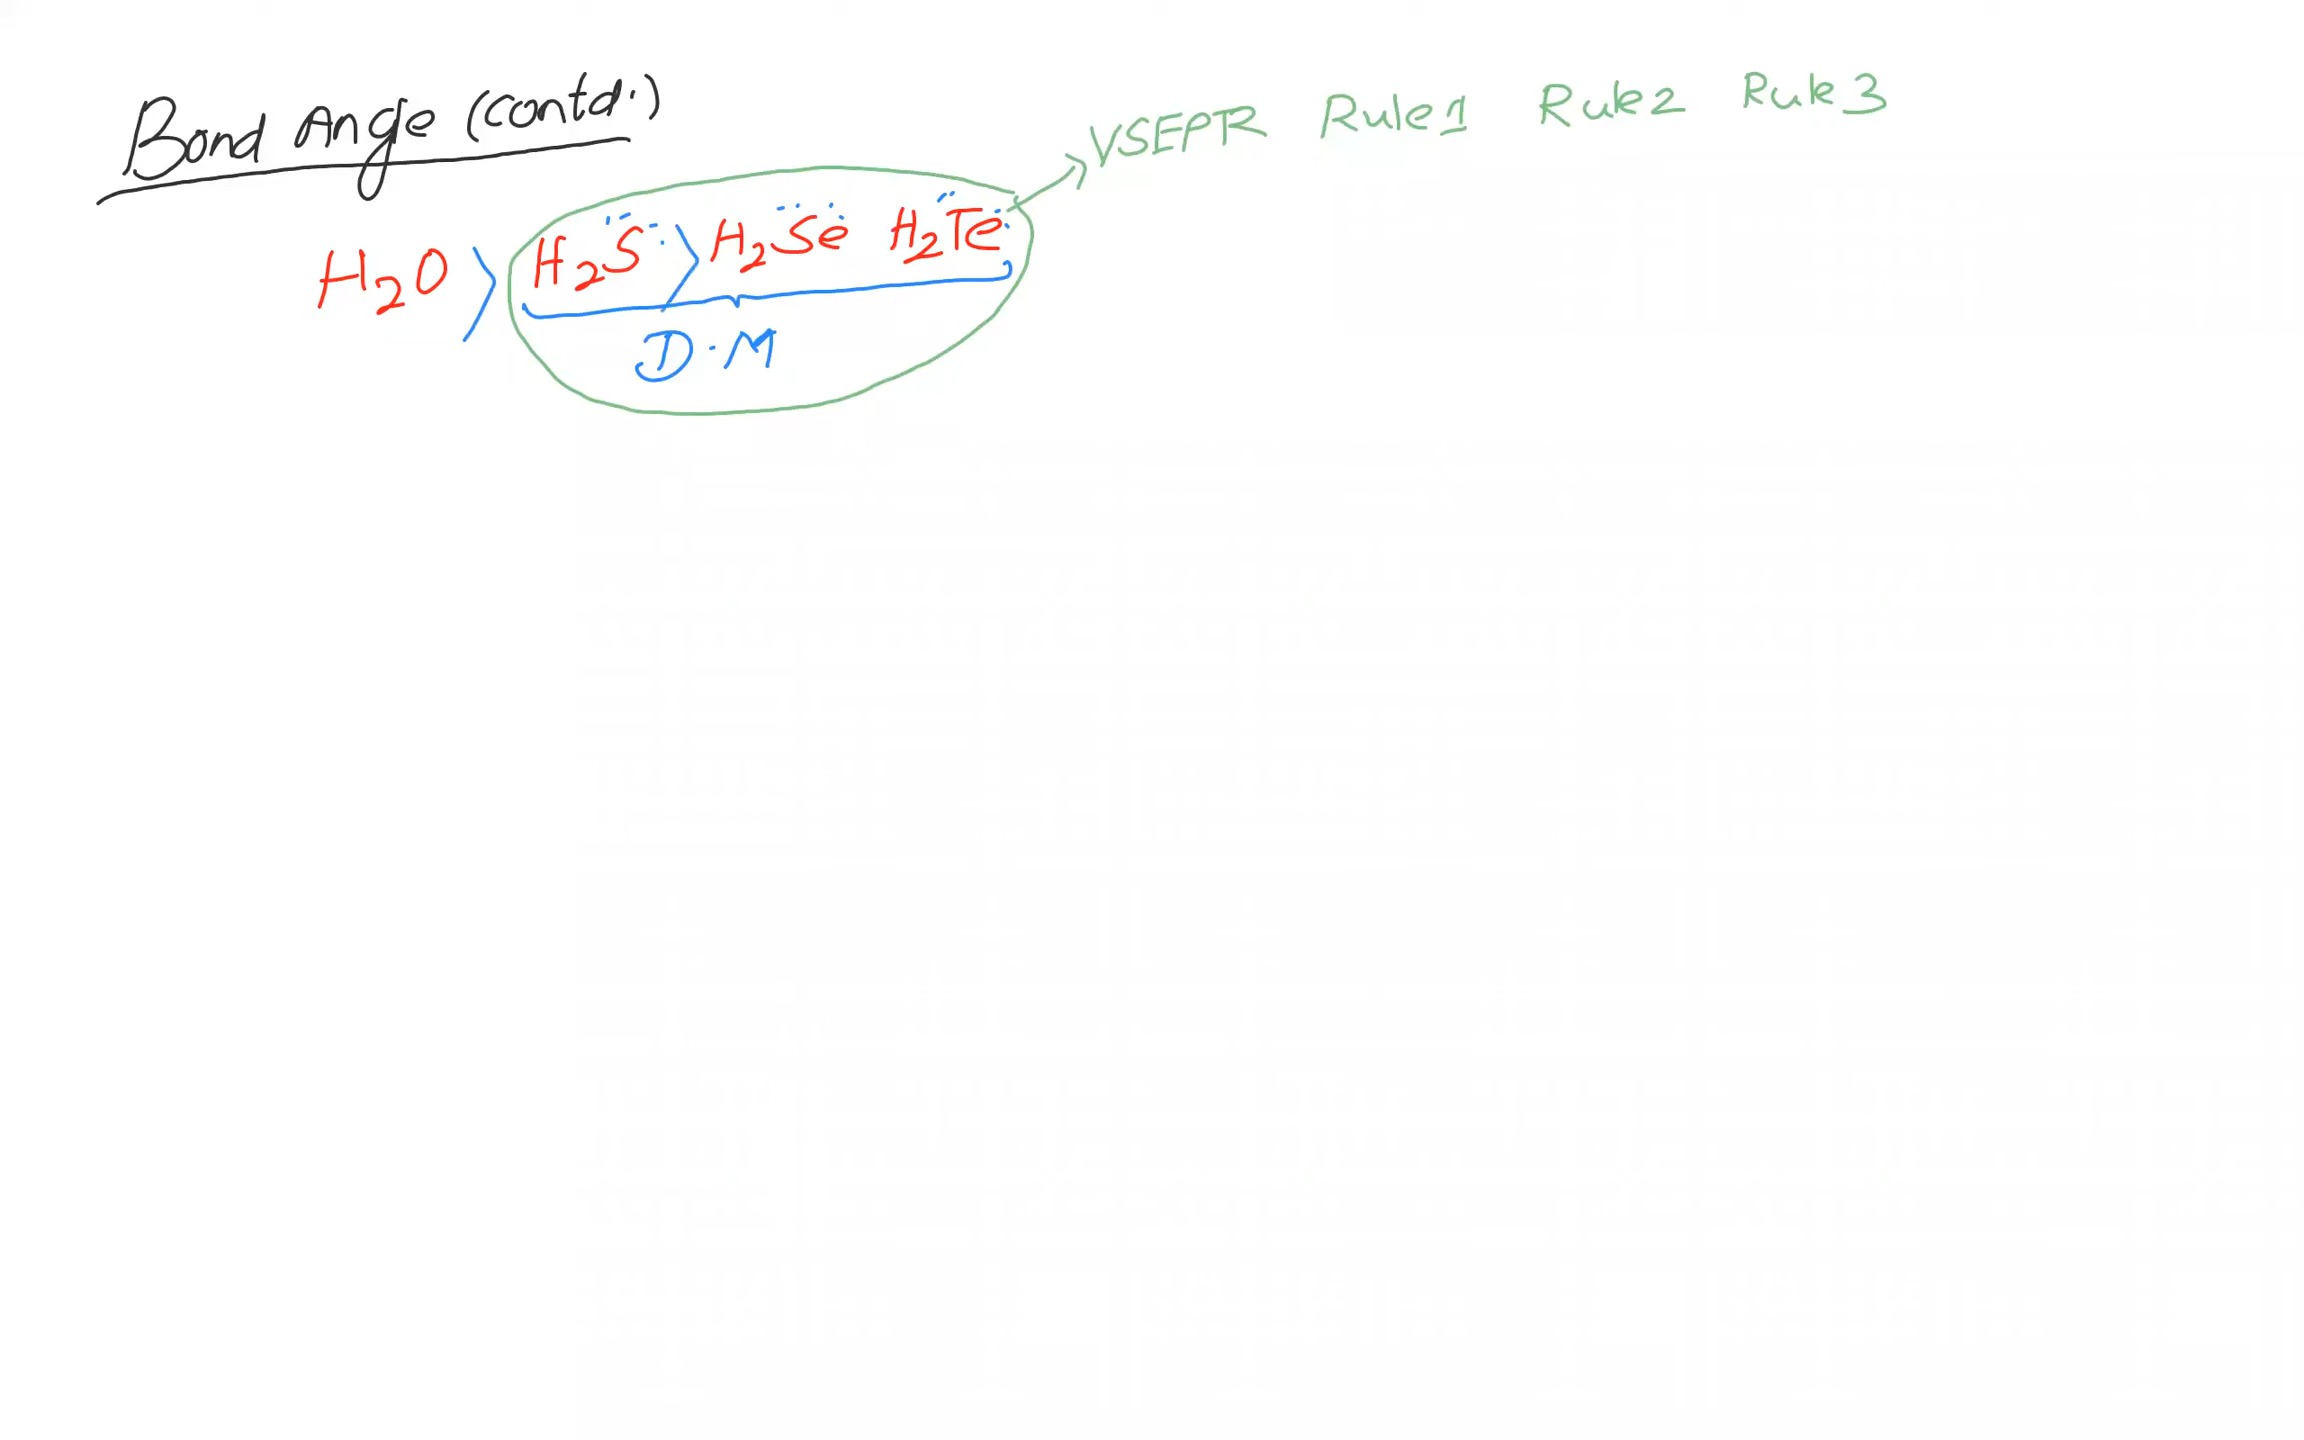 Bond Angle (contd.)
VSEPR Rule1 Rule2 Rule3
H₂O > H₂S > H₂Se H₂Te
D.M